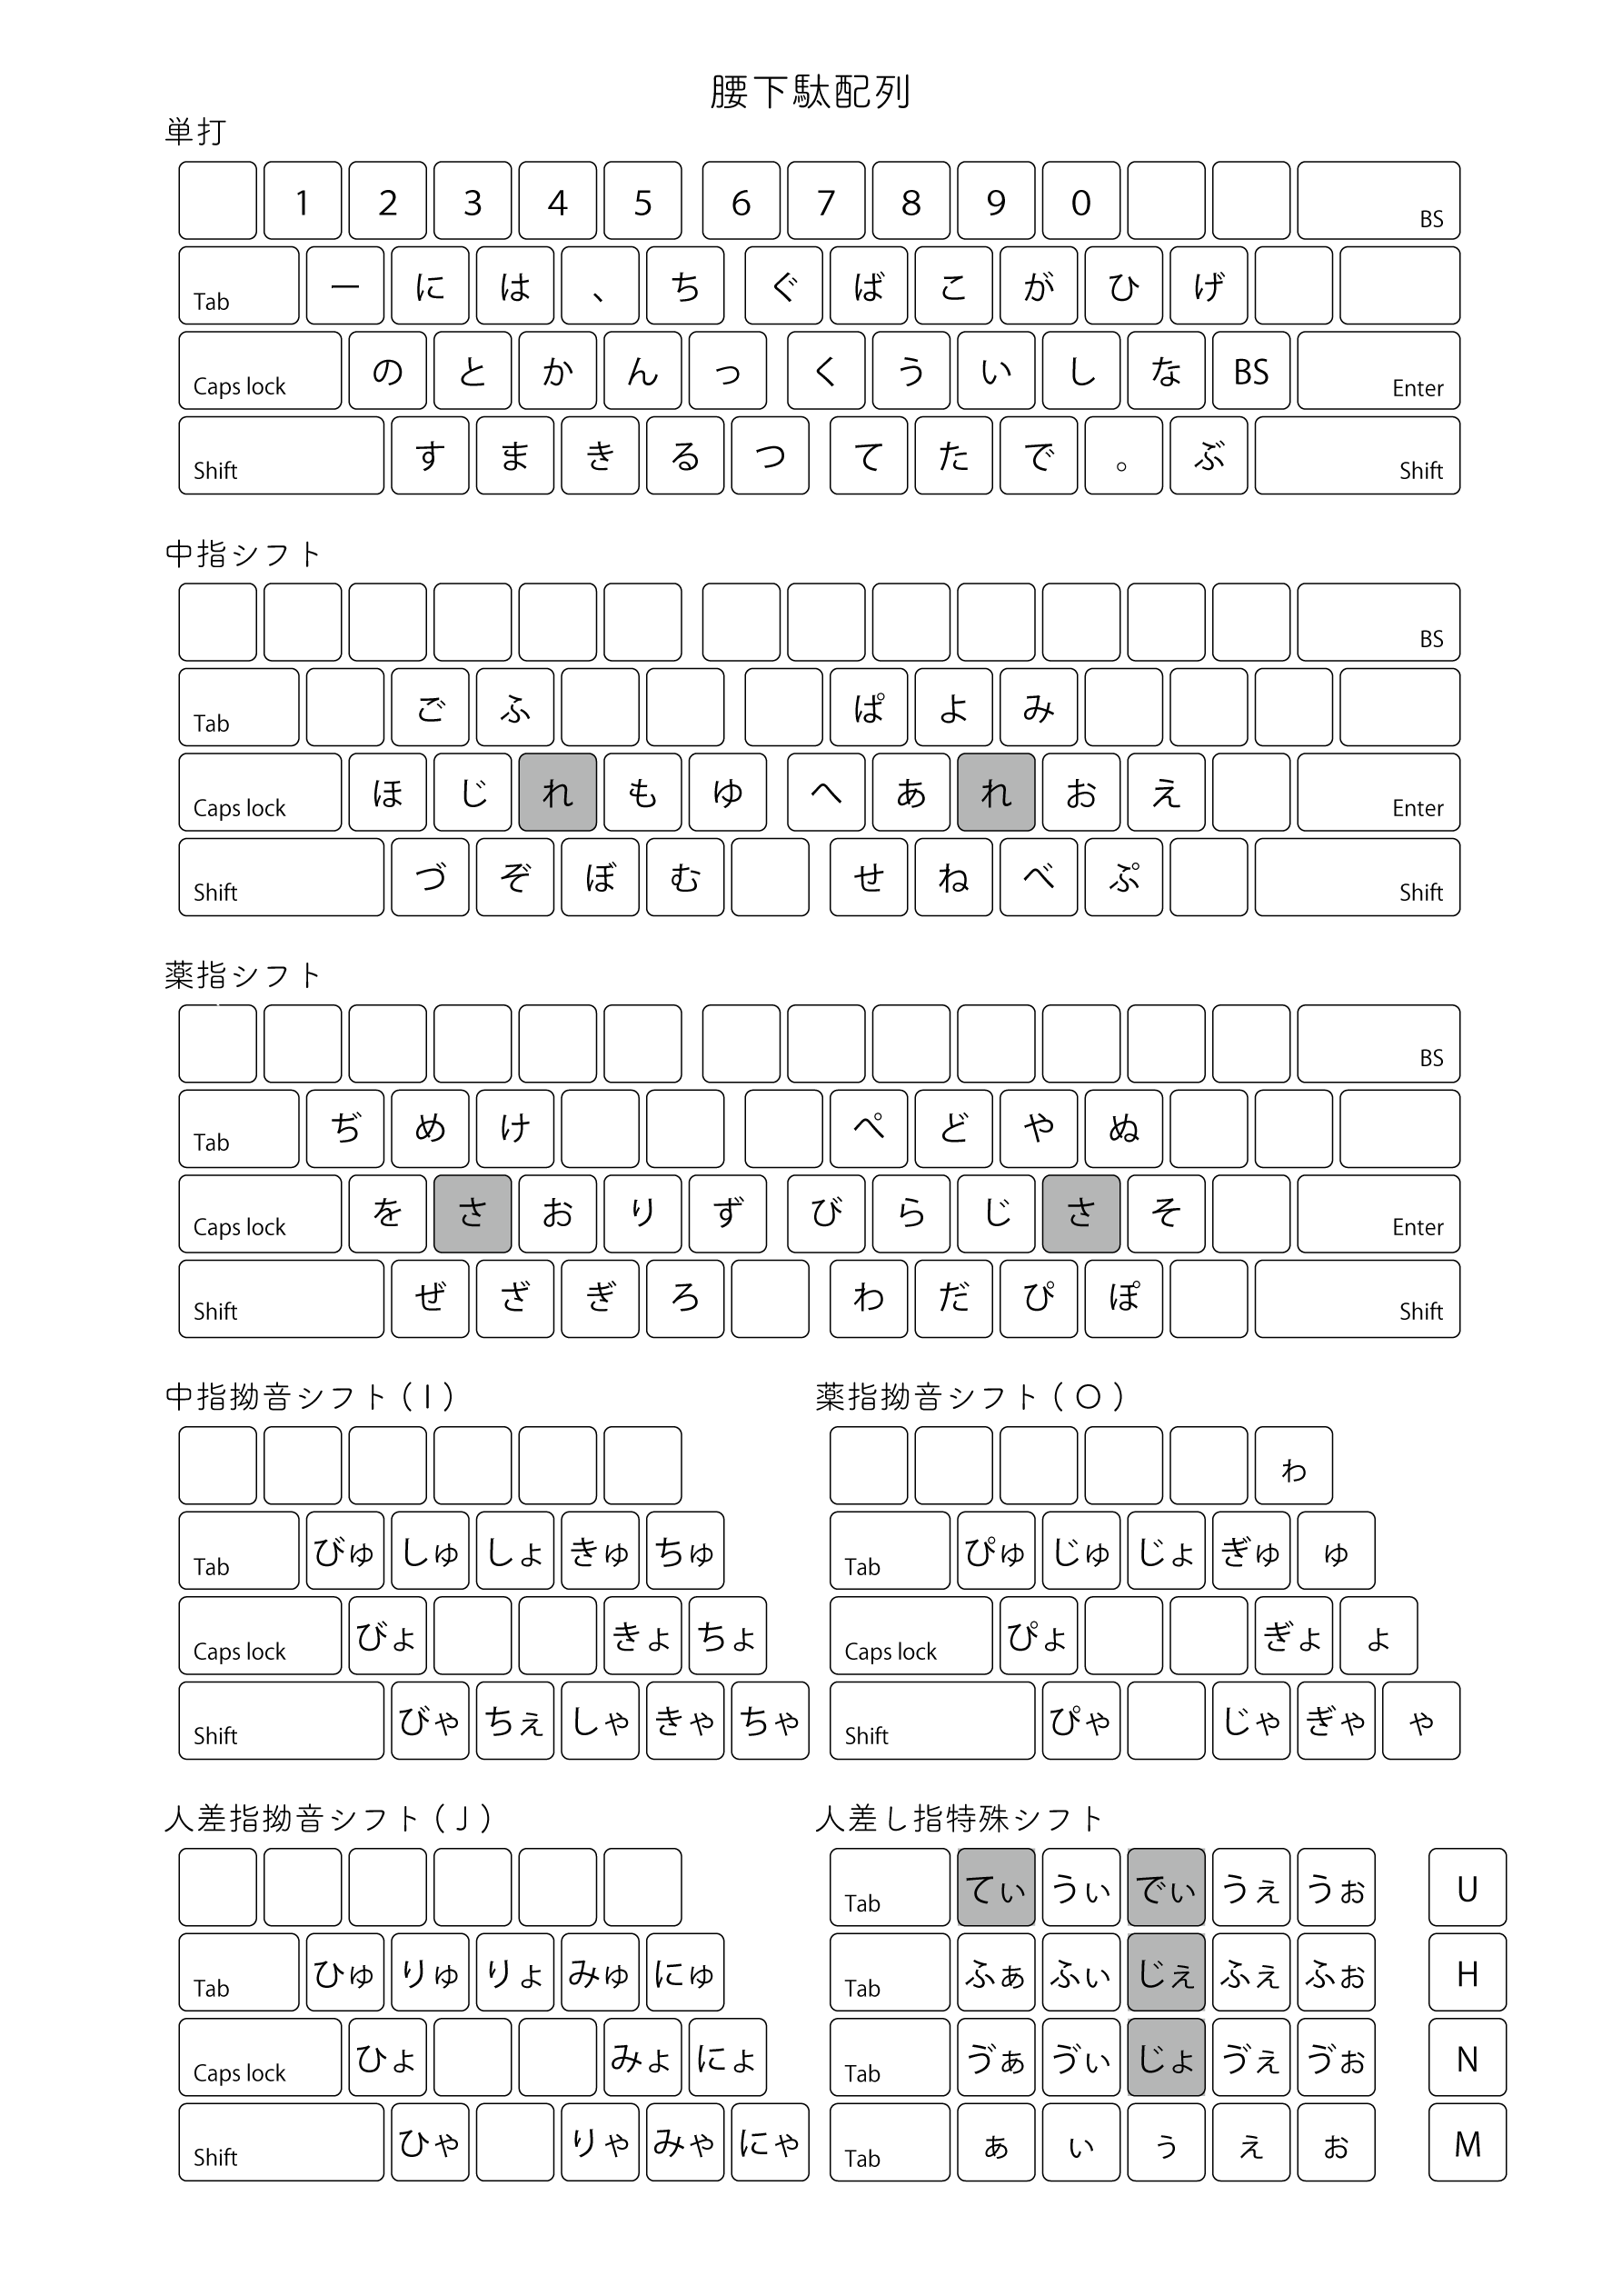 腰下駄配列
単打
1 2 3 4 5 6 7 8 9 0 BS
Tab ー に は 、 ち ぐ ば こ が ひ げ
Caps lock の と か ん っ く う い し な BS Enter
Shift す ま き る つ て た で 。 ぶ Shift
中指シフト
BS
Tab ご ふ ぱ よ み
Caps lock ほ じ れ も ゆ へ あ れ お え Enter
Shift づ ぞ ぼ む せ ね べ ぷ Shift
薬指シフト
BS
Tab ぢ め け ぺ ど や ぬ
Caps lock を さ お り ず び ら じ さ そ Enter
Shift ぜ ざ ぎ ろ わ だ ぴ ぽ Shift
中指拗音シフト(I)
Tab びゅ しゅ しょ きゅ ちゅ
Caps lock びょ きょ ちょ
Shift びゃ ちぇ しゃ きゃ ちゃ
薬指拗音シフト(O)
ゎ
Tab ぴゅ じゅ じょ ぎゅ ゅ
Caps lock ぴょ ぎょ ょ
Shift ぴゃ じゃ ぎゃ ゃ
人差指拗音シフト(J)
Tab ひゅ りゅ りょ みゅ にゅ
Caps lock ひょ みょ にょ
Shift ひゃ りゃ みゃ にゃ
人差し指特殊シフト
Tab てぃ うぃ でぃ うぇ うぉ U
Tab ふぁ ふぃ じぇ ふぇ ふぉ H
Tab ゔぁ ゔぃ じょ ゔぇ ゔぉ N
Tab ぁ ぃ ぅ ぇ ぉ M